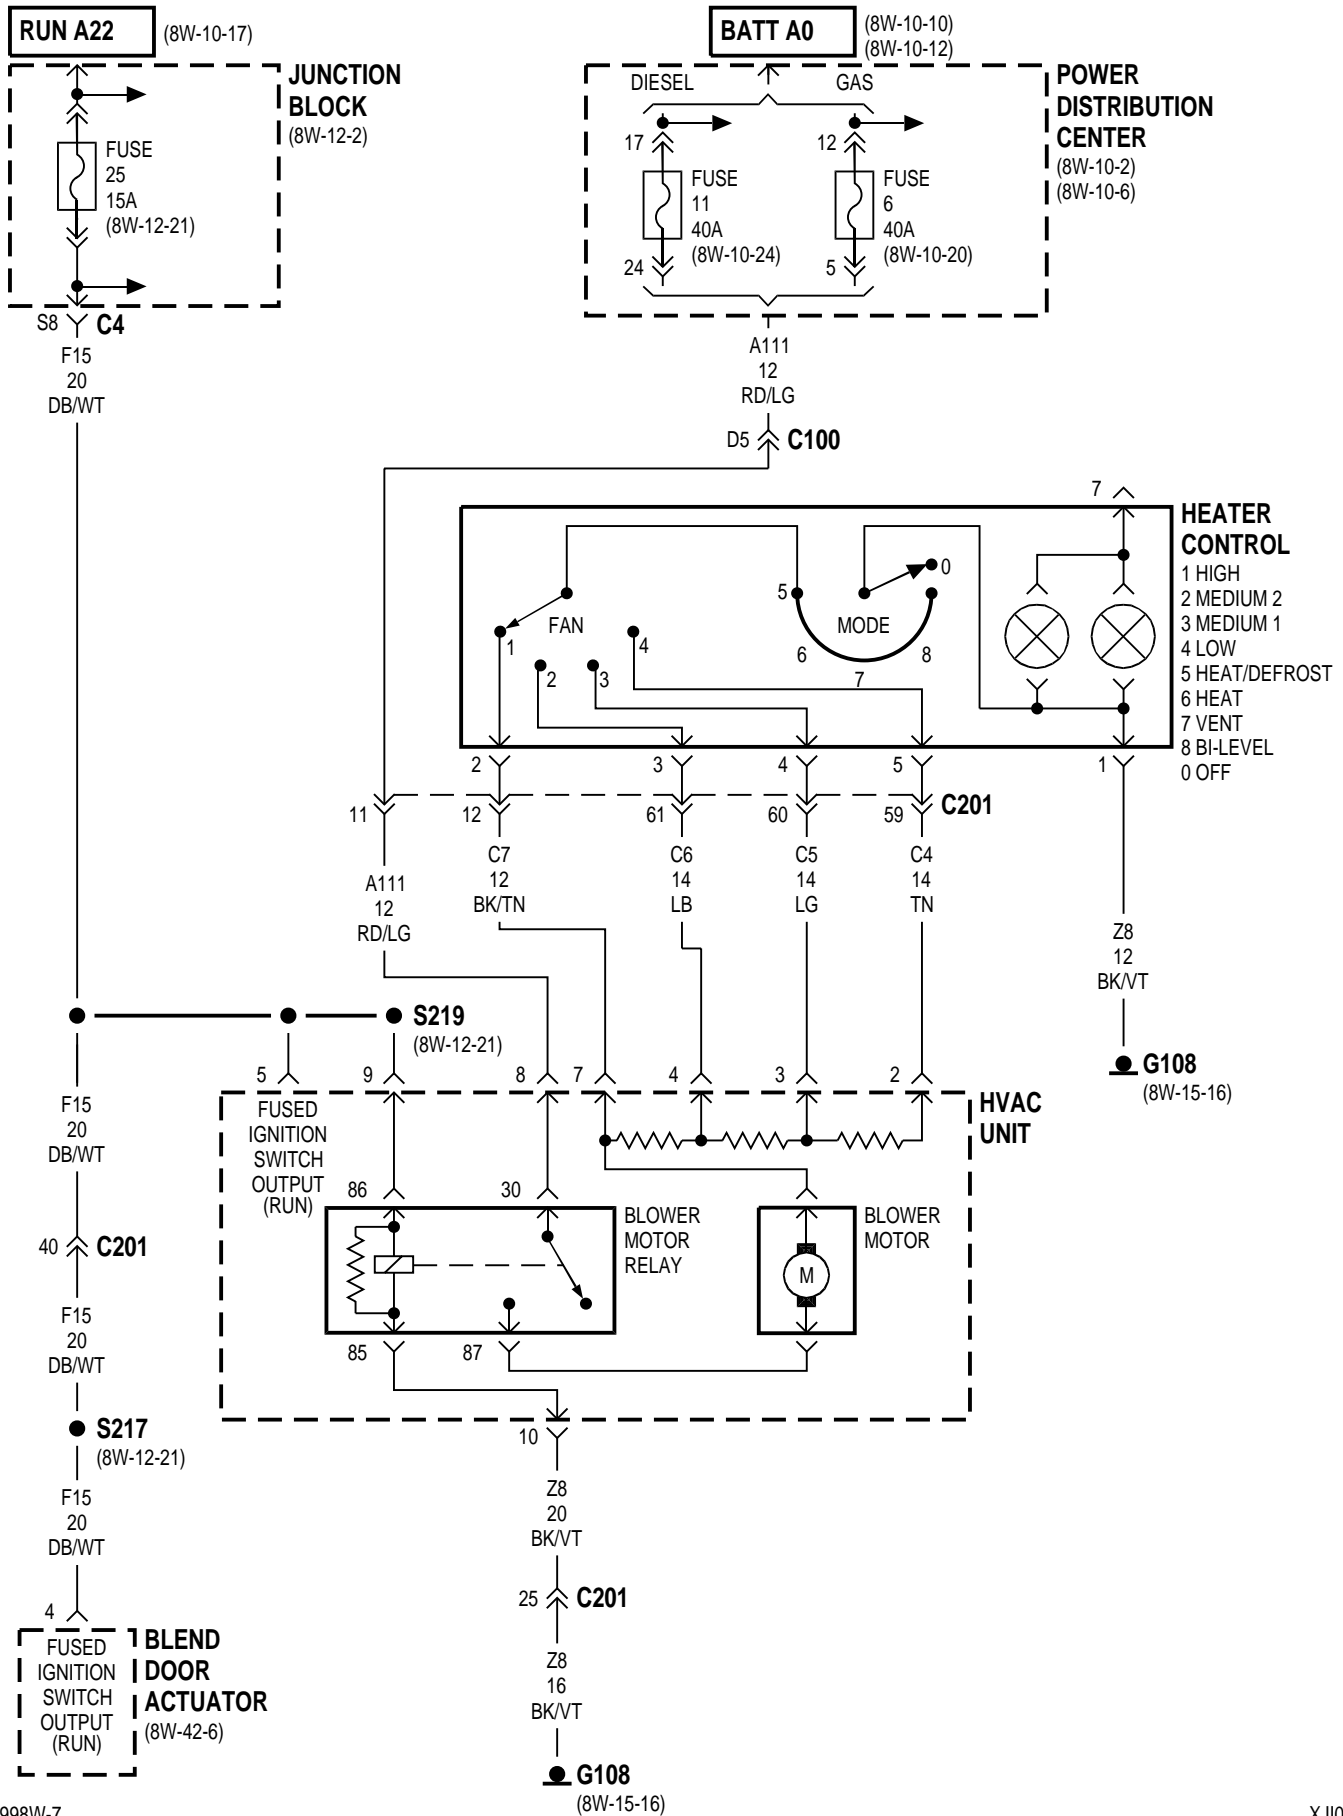 RUN A22
(8W-10-17)
BATT A0
(8W-10-10)
(8W-10-12)
JUNCTION
BLOCK
(8W-12-2)
FUSE
25
15A
(8W-12-21)
S8
C4
F15
20
DB/WT
DIESEL
GAS
17
FUSE
11
40A
(8W-10-24)
24
12
FUSE
6
40A
(8W-10-20)
5
POWER
DISTRIBUTION
CENTER
(8W-10-2)
(8W-10-6)
A111
12
RD/LG
D5
C100
7
HEATER
CONTROL
1 HIGH
2 MEDIUM 2
3 MEDIUM 1
4 LOW
5 HEAT/DEFROST
6 HEAT
7 VENT
8 BI-LEVEL
0 OFF
FAN
1
2
3
4
MODE
5
6
7
8
0
2
3
4
5
1
11
12
61
60
59
C201
A111
12
RD/LG
C7
12
BK/TN
C6
14
LB
C5
14
LG
C4
14
TN
Z8
12
BK/VT
G108
(8W-15-16)
S219
(8W-12-21)
5
9
8
7
4
3
2
HVAC
UNIT
FUSED
IGNITION
SWITCH
OUTPUT
(RUN)
86
30
BLOWER
MOTOR
RELAY
BLOWER
MOTOR
M
85
87
10
F15
20
DB/WT
40
C201
F15
20
DB/WT
S217
(8W-12-21)
F15
20
DB/WT
4
FUSED
IGNITION
SWITCH
OUTPUT
(RUN)
BLEND
DOOR
ACTUATOR
(8W-42-6)
Z8
20
BK/VT
25
C201
Z8
16
BK/VT
G108
(8W-15-16)